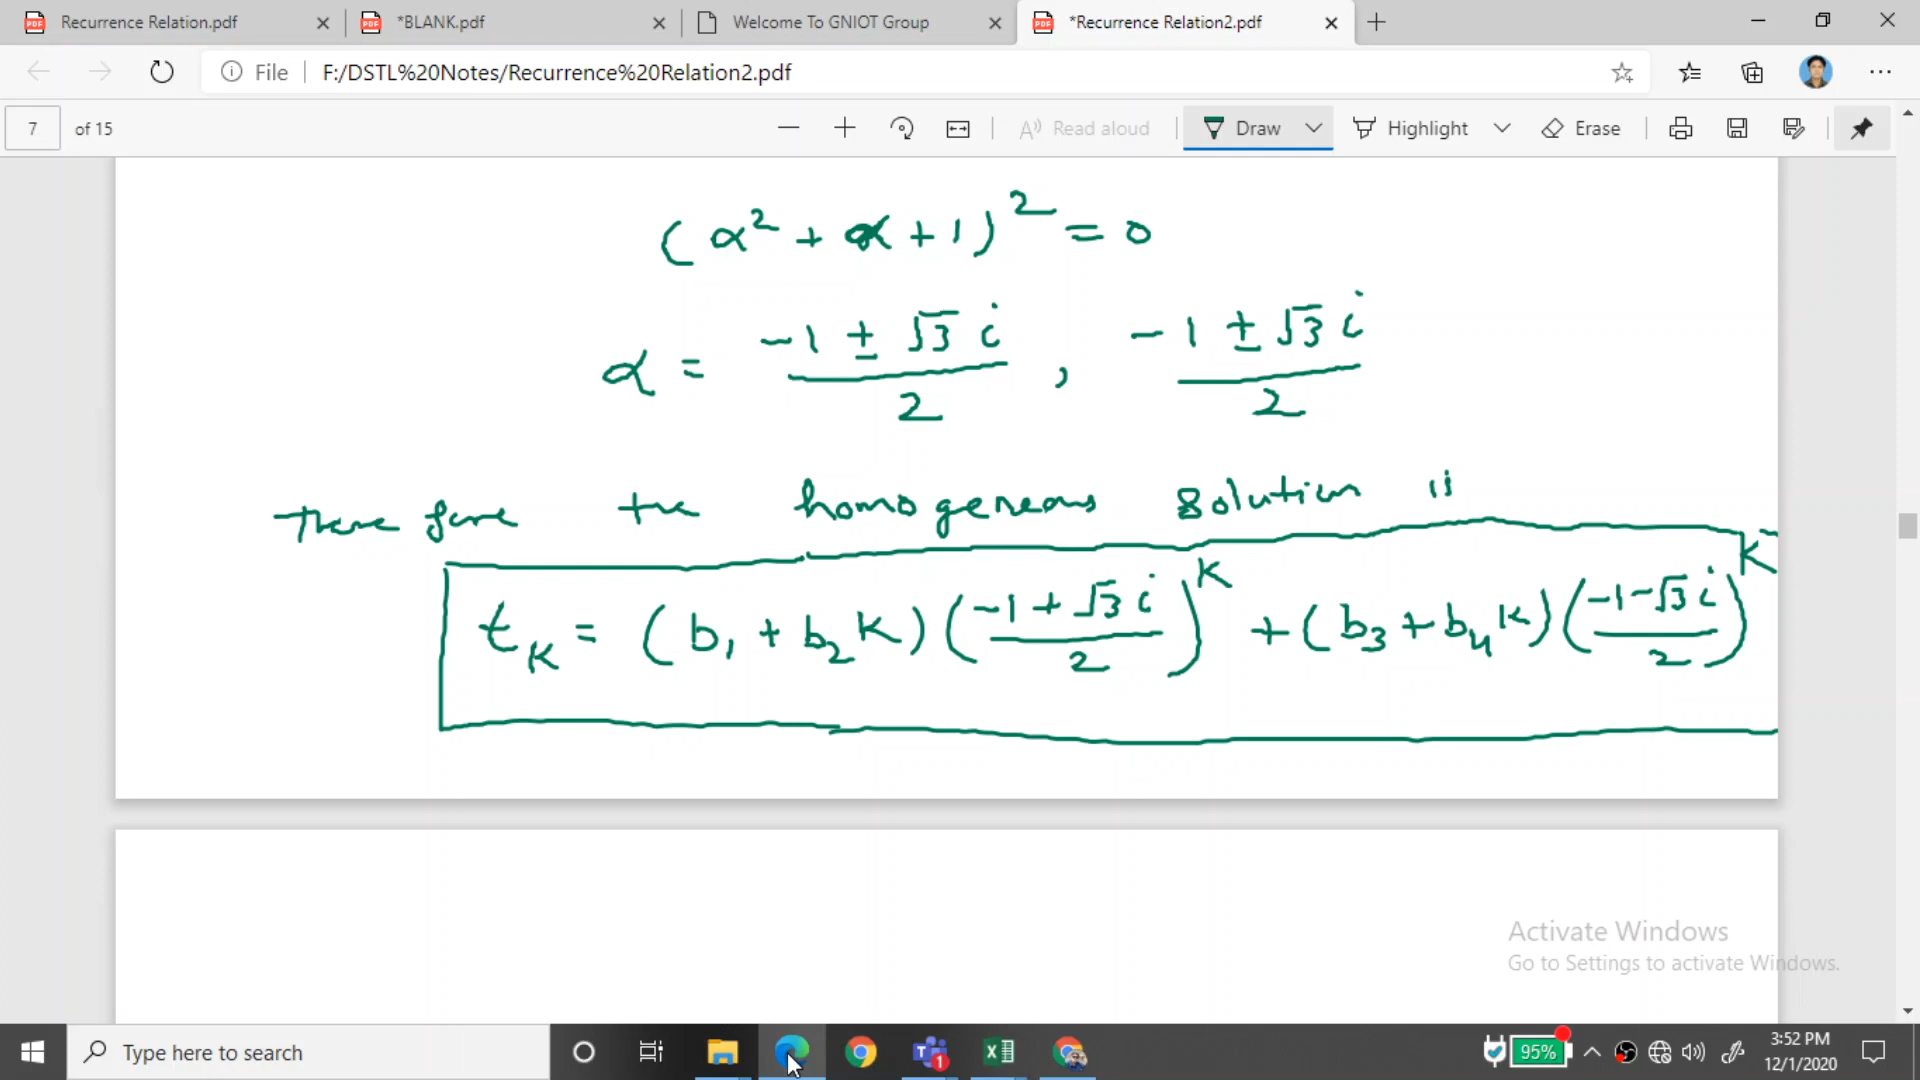 Recurrence Relation.pdf
*BLANK.pdf
Welcome To GNIOT Group
*Recurrence Relation2.pdf
File
F:/DSTL%20Notes/Recurrence%20Relation2.pdf
7 of 15
Read aloud
Draw
Highlight
Erase
(α² + α + 1)² = 0
α = (-1 ± √3 i)/2 , (-1 ± √3 i)/2
There fore the homogeneous solution is
t_K = (b₁ + b₂K)((-1 + √3 i)/2)^K + (b₃ + b₄K)((-1 - √3 i)/2)^K
Activate Windows
Go to Settings to activate Windows.
Type here to search
1
95%
3:52 PM
12/1/2020